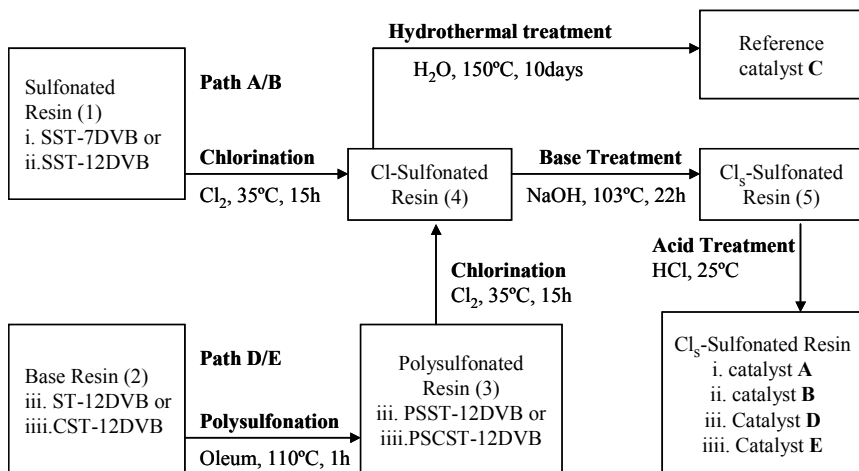 Hydrothermal treatment
H₂O, 150ºC, 10days
Reference
catalyst C
Sulfonated
Resin (1)
i. SST-7DVB or
ii.SST-12DVB
Path A/B
Chlorination
Cl₂, 35ºC, 15h
Cl-Sulfonated
Resin (4)
Base Treatment
NaOH, 103ºC, 22h
Clₛ-Sulfonated
Resin (5)
Acid Treatment
HCl, 25ºC
Chlorination
Cl₂, 35ºC, 15h
Base Resin (2)
iii. ST-12DVB or
iiii.CST-12DVB
Path D/E
Polysulfonation
Oleum, 110ºC, 1h
Polysulfonated
Resin (3)
iii. PSST-12DVB or
iiii.PSCST-12DVB
Clₛ-Sulfonated Resin
i. catalyst A
ii. catalyst B
iii. Catalyst D
iiii. Catalyst E